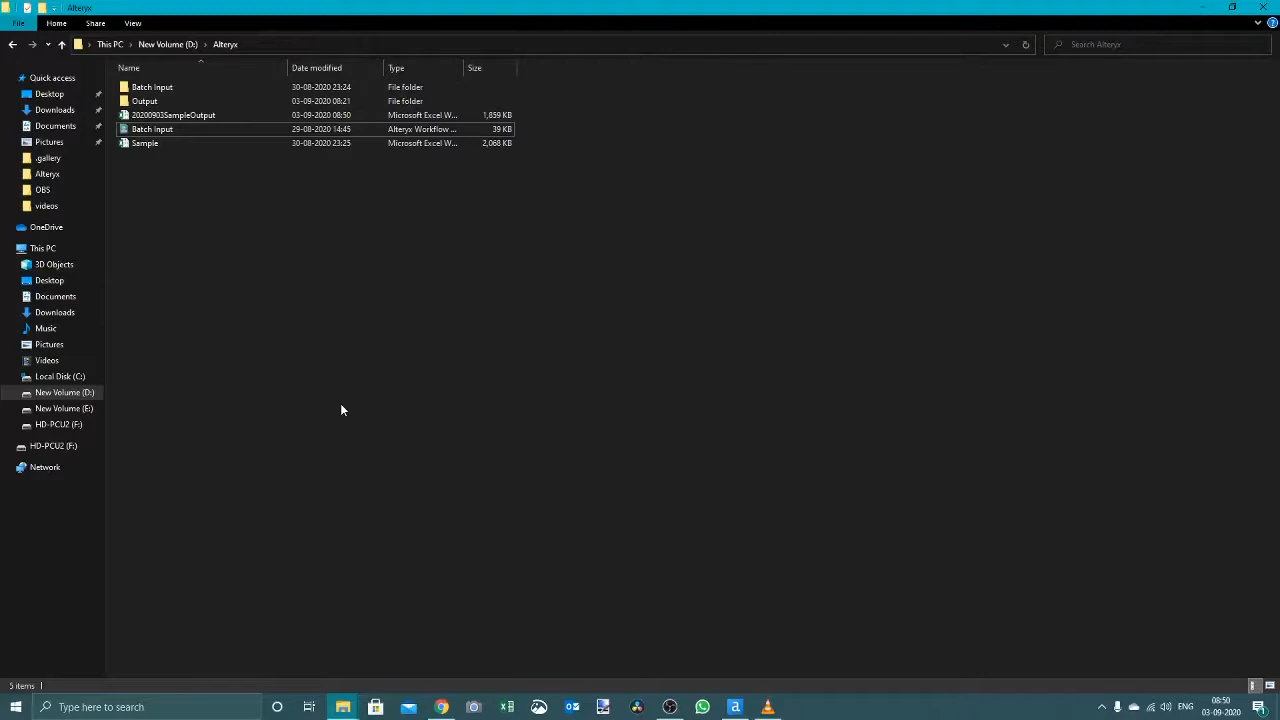 Alteryx
File Home Share View
This PC New Volume (D:) Alteryx Search Alteryx
Name Date modified Type Size
Batch Input 30-08-2020 23:24 File folder
Output 03-09-2020 08:21 File folder
20200903SampleOutput 03-09-2020 08:50 Microsoft Excel W... 1,859 KB
Batch Input 29-08-2020 14:45 Alteryx Workflow ... 39 KB
Sample 30-08-2020 23:25 Microsoft Excel W... 2,068 KB
Quick access
Desktop
Downloads
Documents
Pictures
.gallery
Alteryx
OBS
videos
OneDrive
This PC
3D Objects
Desktop
Documents
Downloads
Music
Pictures
Videos
Local Disk (C:)
New Volume (D:)
New Volume (E:)
HD-PCU2 (F:)
HD-PCU2 (F:)
Network
5 items
Type here to search
ENG
08:50
03-09-2020